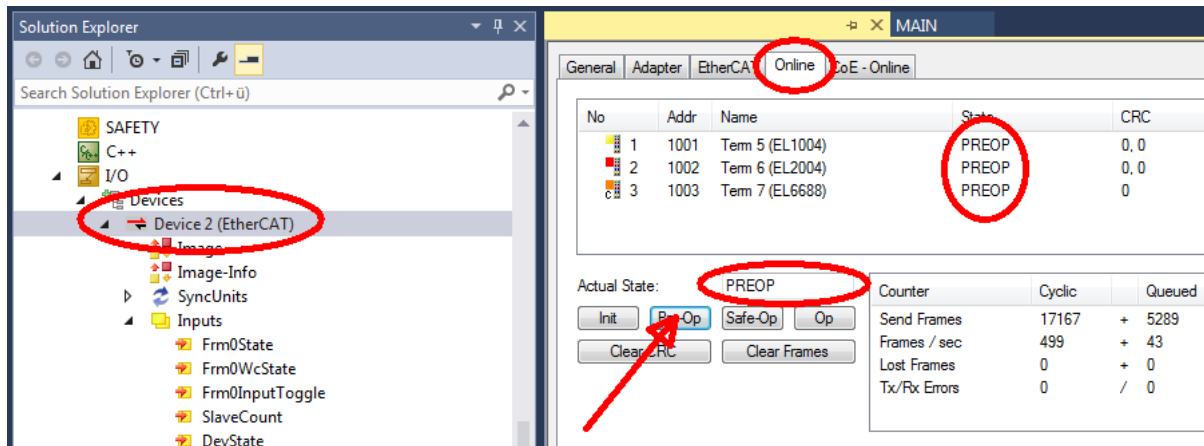 Solution Explorer
Search Solution Explorer (Ctrl+ü)
SAFETY
C++
I/O
Devices
Device 2 (EtherCAT)
Image
Image-Info
SyncUnits
Inputs
Frm0State
Frm0WcState
Frm0InputToggle
SlaveCount
DevState
MAIN
General Adapter EtherCAT Online CoE - Online
No Addr Name State CRC
1 1001 Term 5 (EL1004) PREOP 0, 0
2 1002 Term 6 (EL2004) PREOP 0, 0
c 3 1003 Term 7 (EL6688) PREOP 0
Actual State: PREOP
Init Pre-Op Safe-Op Op
Clear CRC Clear Frames
Counter Cyclic Queued
Send Frames 17167 + 5289
Frames / sec 499 + 43
Lost Frames 0 + 0
Tx/Rx Errors 0 / 0